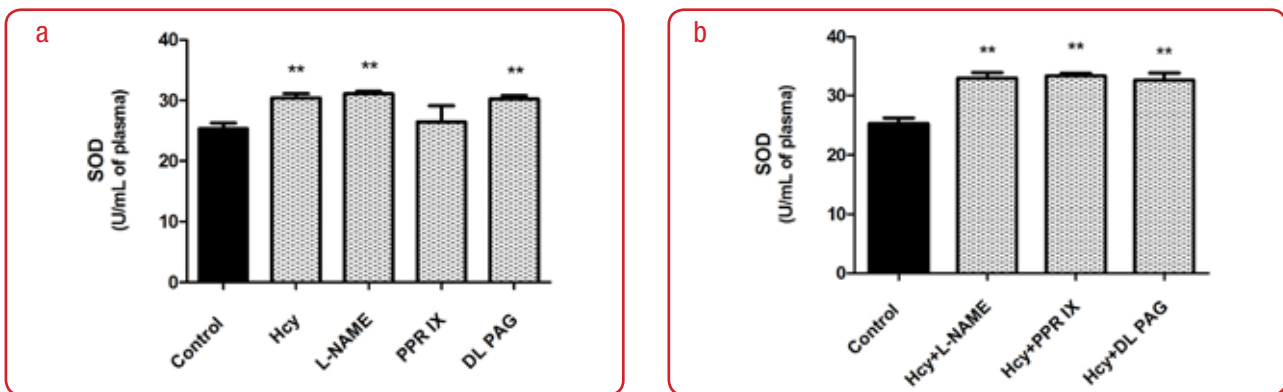 a
SOD
(U/mL of plasma)
40
30
20
10
0
**
**
**
Control
Hcy
L-NAME
PPR IX
DL PAG
b
SOD
(U/mL of plasma)
40
30
20
10
0
**
**
**
Control
Hcy+L-NAME
Hcy+PPR IX
Hcy+DL PAG